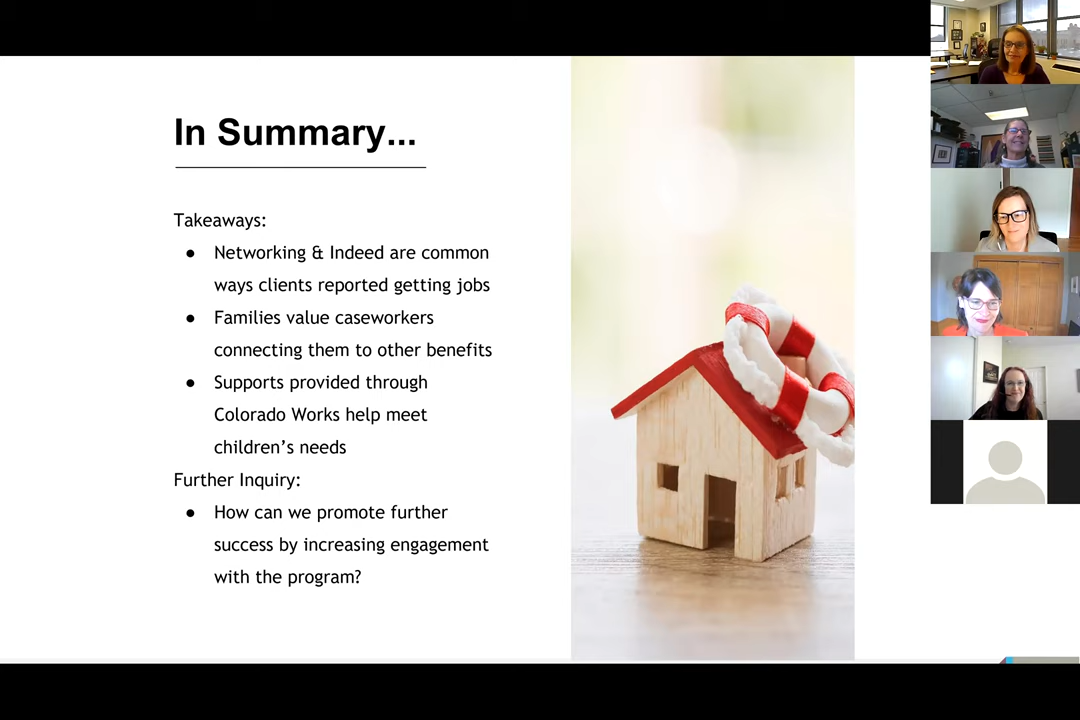 In Summary...
Takeaways:
● Networking & Indeed are common
ways clients reported getting jobs
● Families value caseworkers
connecting them to other benefits
● Supports provided through
Colorado Works help meet
children’s needs
Further Inquiry:
● How can we promote further
success by increasing engagement
with the program?